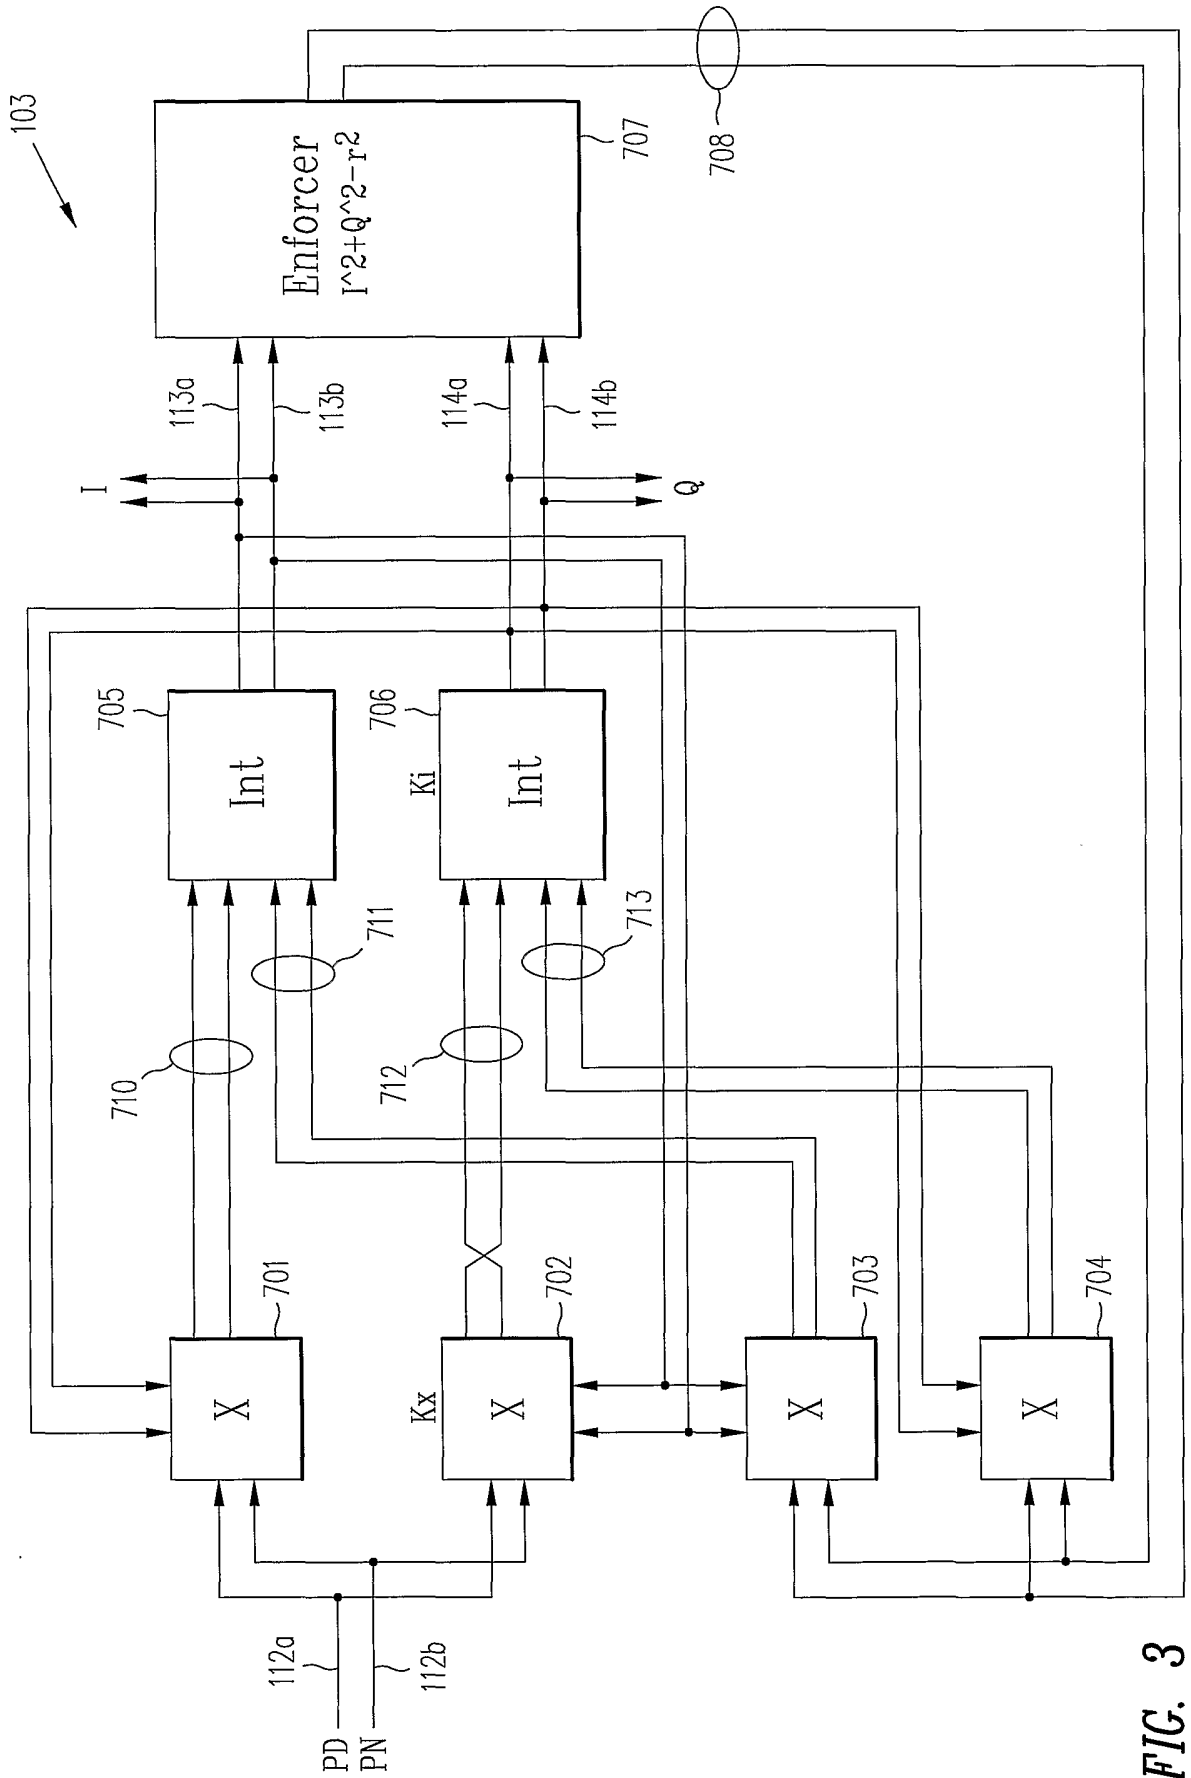 103
Enforcer
I^2+Q^2-r2
707
708
113a
113b
114a
114b
I
Q
705
Int
706
Ki
Int
710
711
712
713
701
X
702
Kx
X
703
X
704
X
112a
112b
PD
PN
FIG. 3